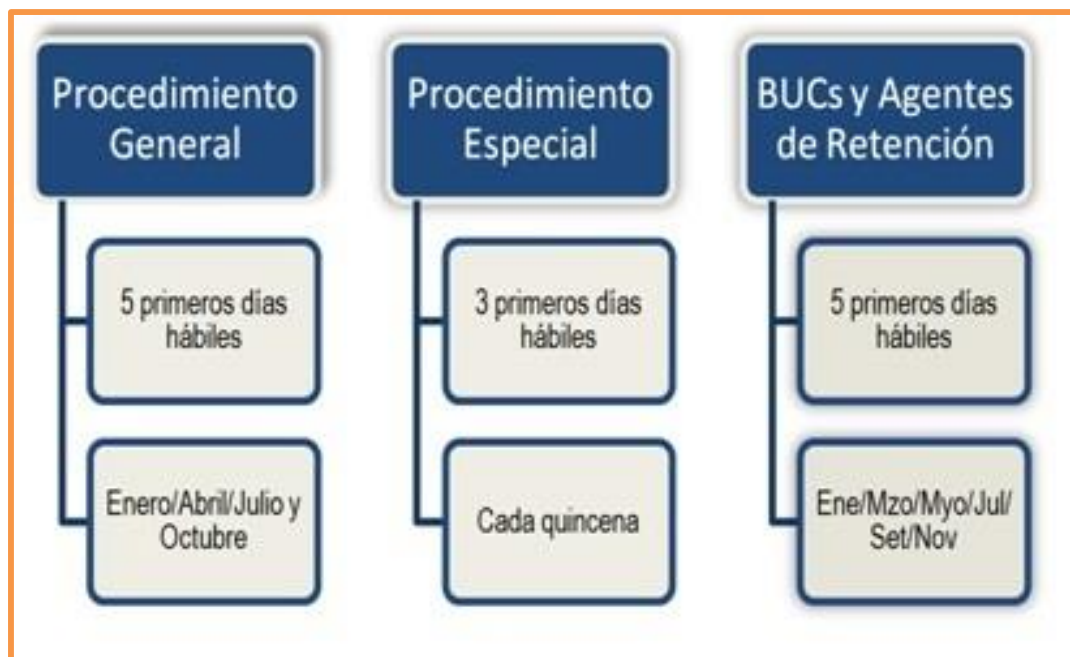 Procedimiento
General
5 primeros días
hábiles
Enero/Abril/Julio y
Octubre
Procedimiento
Especial
3 primeros días
hábiles
Cada quincena
BUCs y Agentes
de Retención
5 primeros días
hábiles
Ene/Mzo/Myo/Jul/
Set/Nov